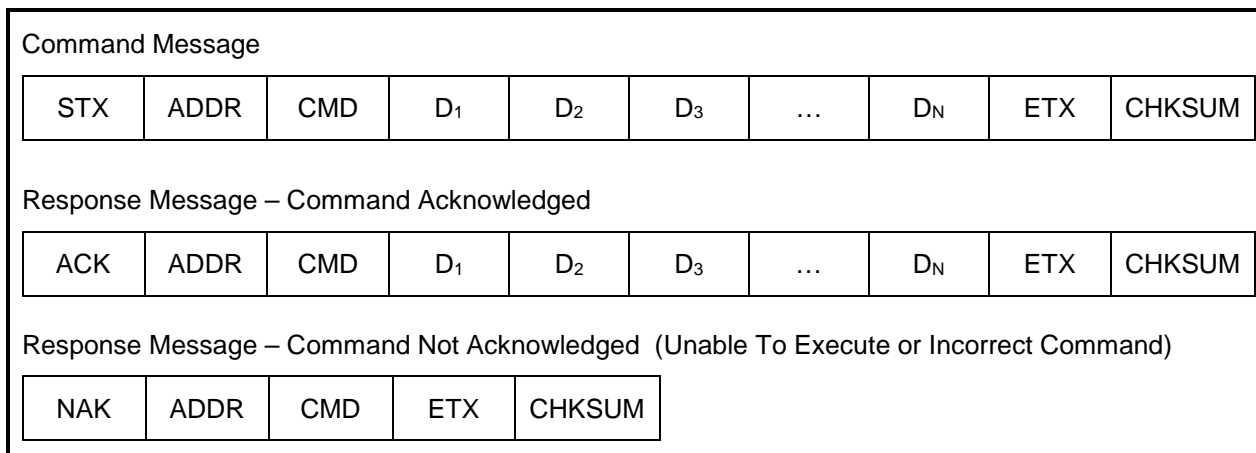 Command Message
STX ADDR CMD D₁ D₂ D₃ … D_N ETX CHKSUM
Response Message – Command Acknowledged
ACK ADDR CMD D₁ D₂ D₃ … D_N ETX CHKSUM
Response Message – Command Not Acknowledged (Unable To Execute or Incorrect Command)
NAK ADDR CMD ETX CHKSUM